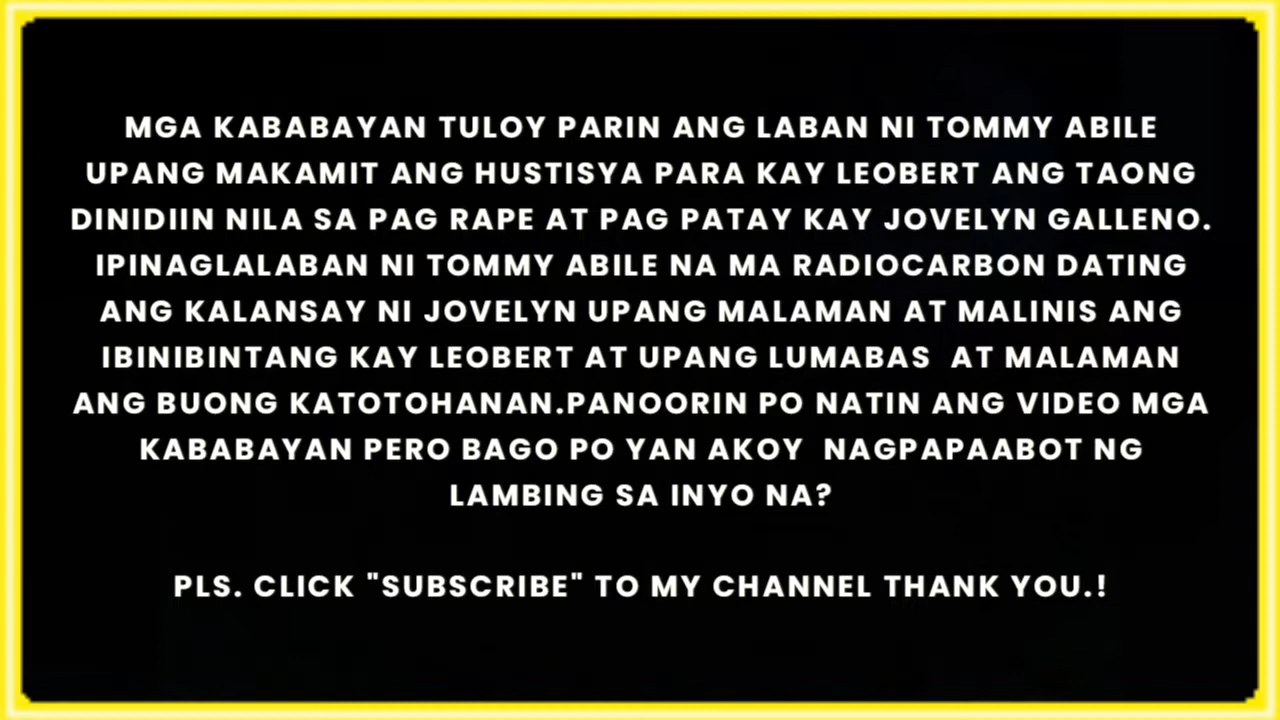 MGA KABABAYAN TULOY PARIN ANG LABAN NI TOMMY ABILE
UPANG MAKAMIT ANG HUSTISYA PARA KAY LEOBERT ANG TAONG
DINIDIIN NILA SA PAG RAPE AT PAG PATAY KAY JOVELYN GALLENO.
IPINAGLALABAN NI TOMMY ABILE NA MA RADIOCARBON DATING
ANG KALANSAY NI JOVELYN UPANG MALAMAN AT MALINIS ANG
IBINIBINTANG KAY LEOBERT AT UPANG LUMABAS  AT MALAMAN
ANG BUONG KATOTOHANAN.PANOORIN PO NATIN ANG VIDEO MGA
KABABAYAN PERO BAGO PO YAN AKOY  NAGPAPAABOT NG
LAMBING SA INYO NA?
PLS. CLICK "SUBSCRIBE" TO MY CHANNEL THANK YOU.!